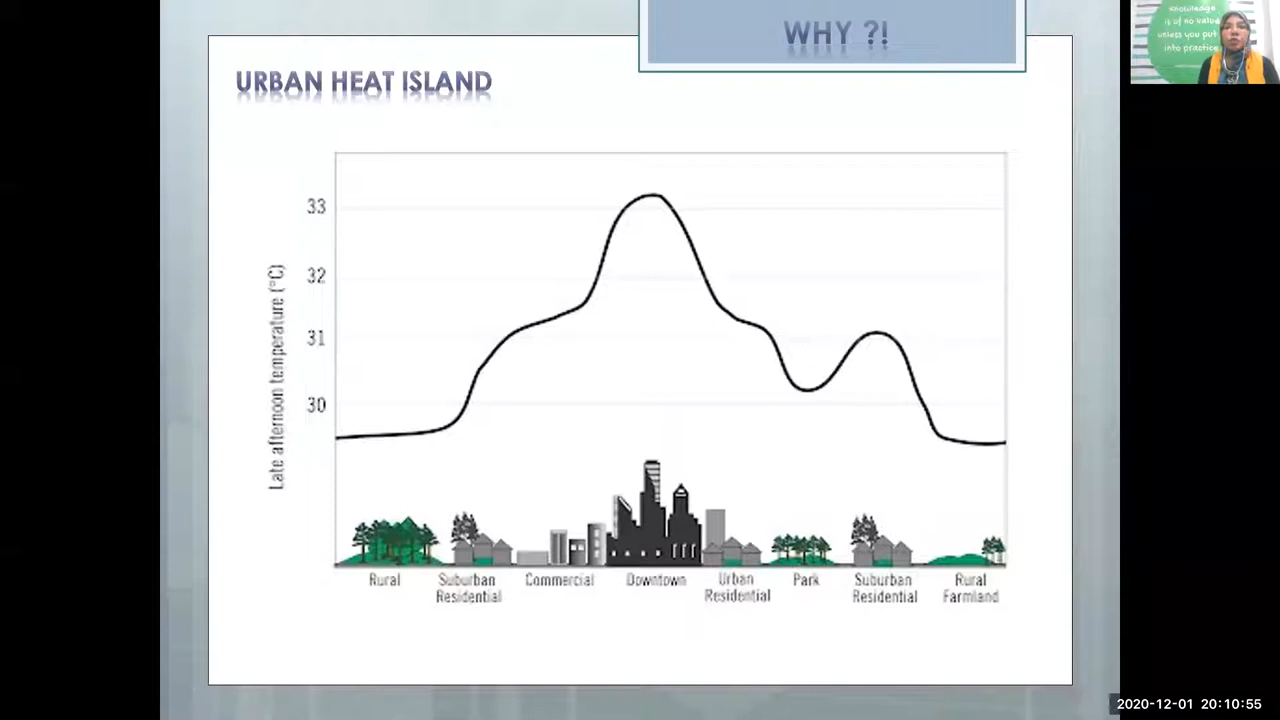 WHY ?!
knowledge
is of no value
unless you put
into practice
URBAN HEAT ISLAND
Late afternoon temperature (°C)
33
32
31
30
Rural
Suburban
Residential
Commercial
Downtown
Urban
Residential
Park
Suburban
Residential
Rural
Farmland
2020-12-01 20:10:55